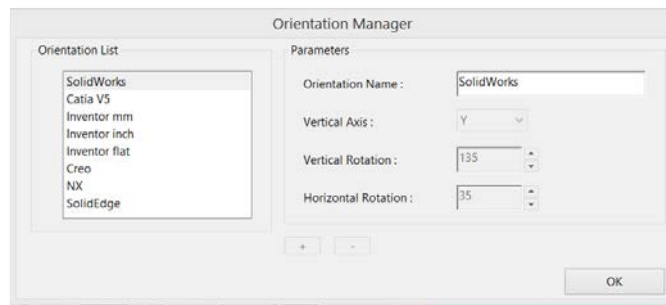 Orientation Manager
Orientation List
SolidWorks
Catia V5
Inventor mm
Inventor inch
Inventor flat
Creo
NX
SolidEdge
Parameters
Orientation Name : SolidWorks
Vertical Axis : Y
Vertical Rotation : 135
Horizontal Rotation : 35
+ -
OK